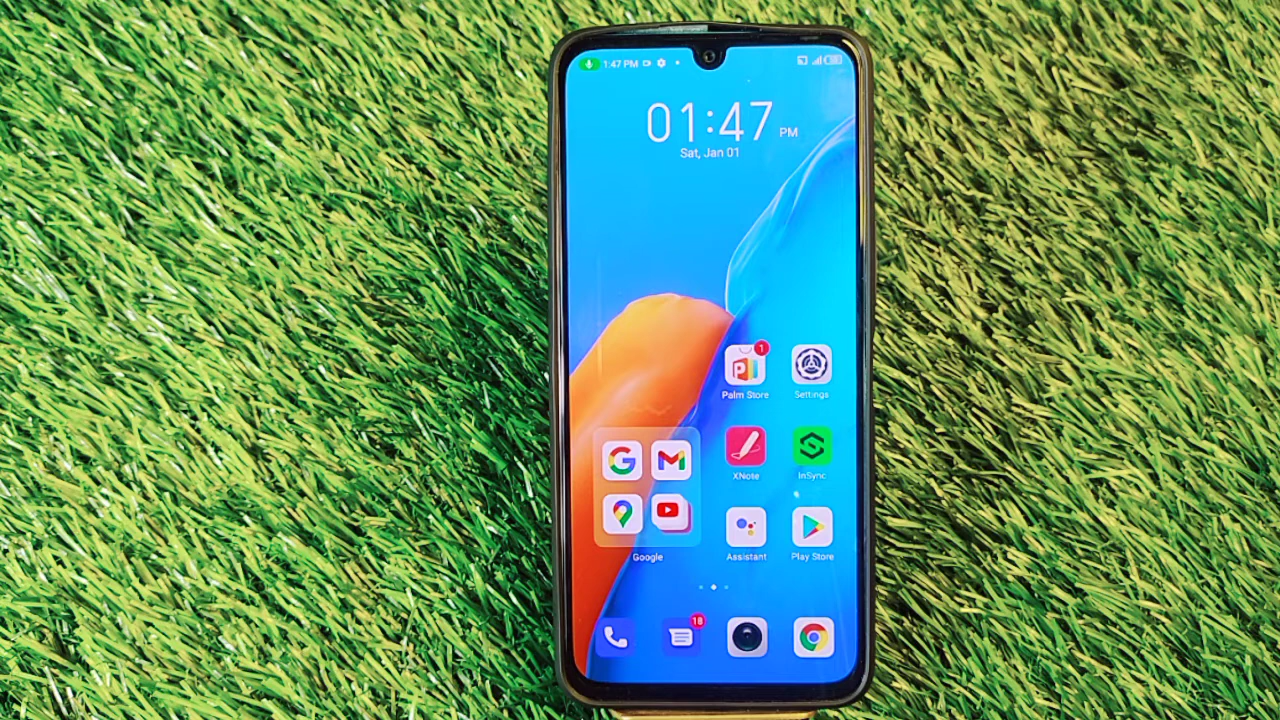 1:47 PM
01:47 PM
Sat, Jan 01
1
Palm Store
Settings
XNote
InSync
Google
Assistant
Play Store
18